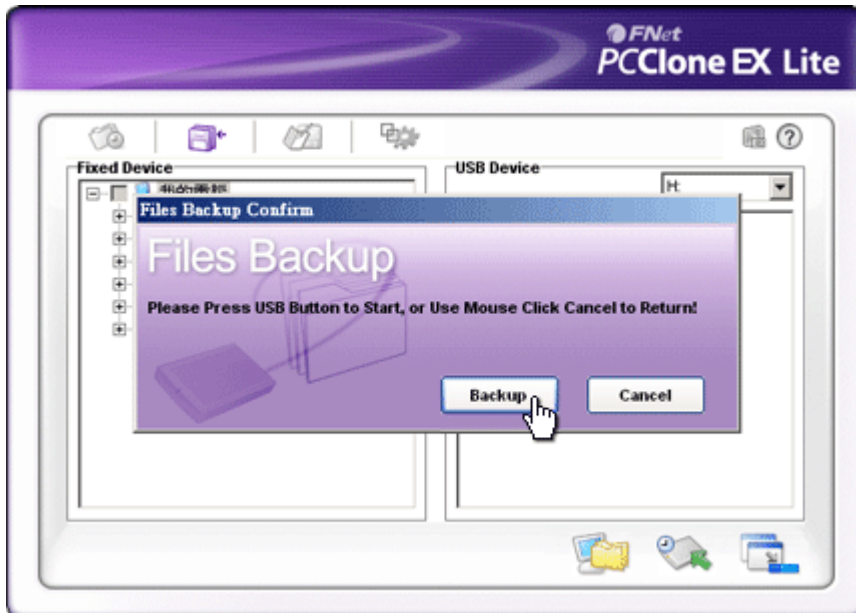 FNet
PCClone EX Lite
Fixed Device
USB Device
H:
Files Backup Confirm
Files Backup
Please Press USB Button to Start, or Use Mouse Click Cancel to Return!
Backup
Cancel